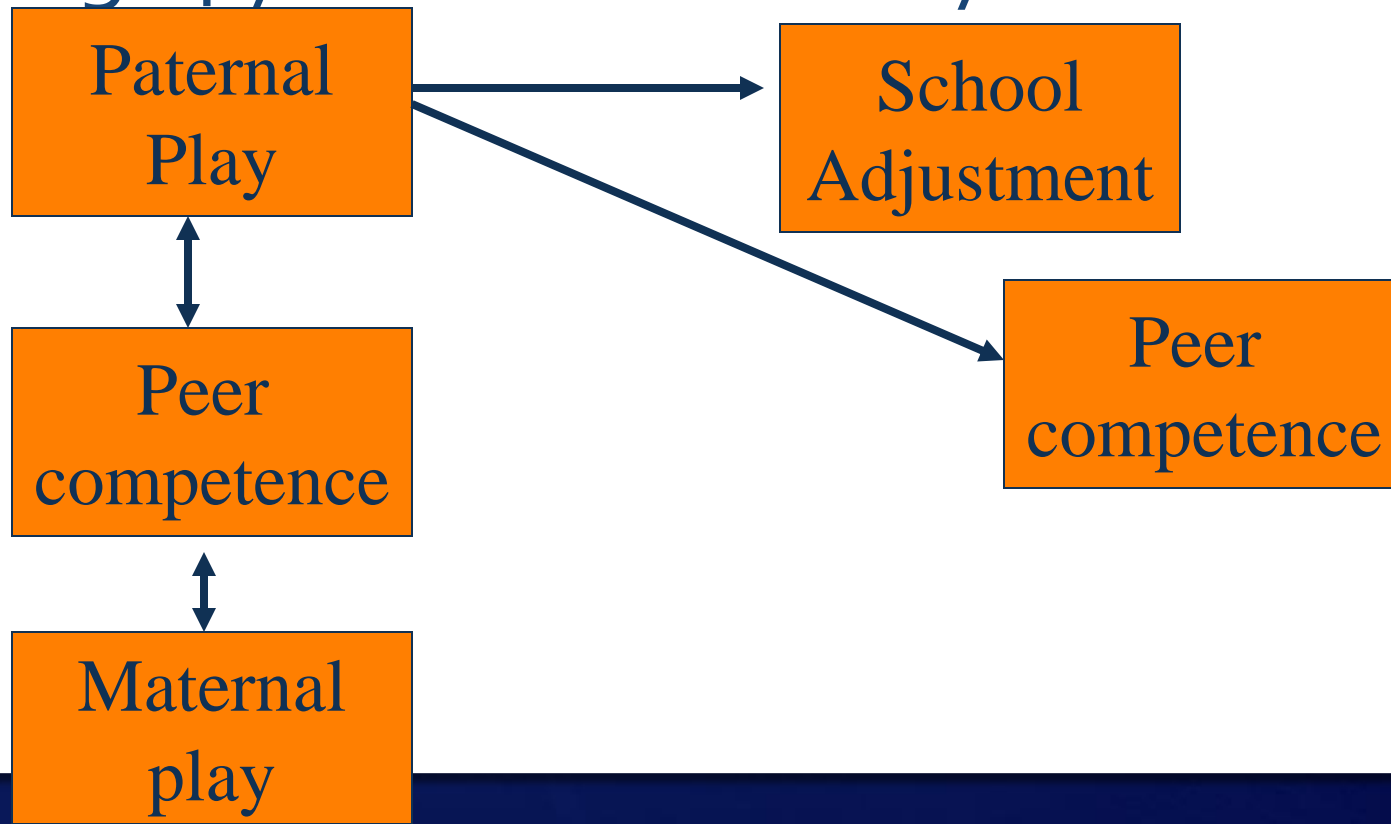 Paternal
Play
School
Adjustment
Peer
competence
Peer
competence
Maternal
play